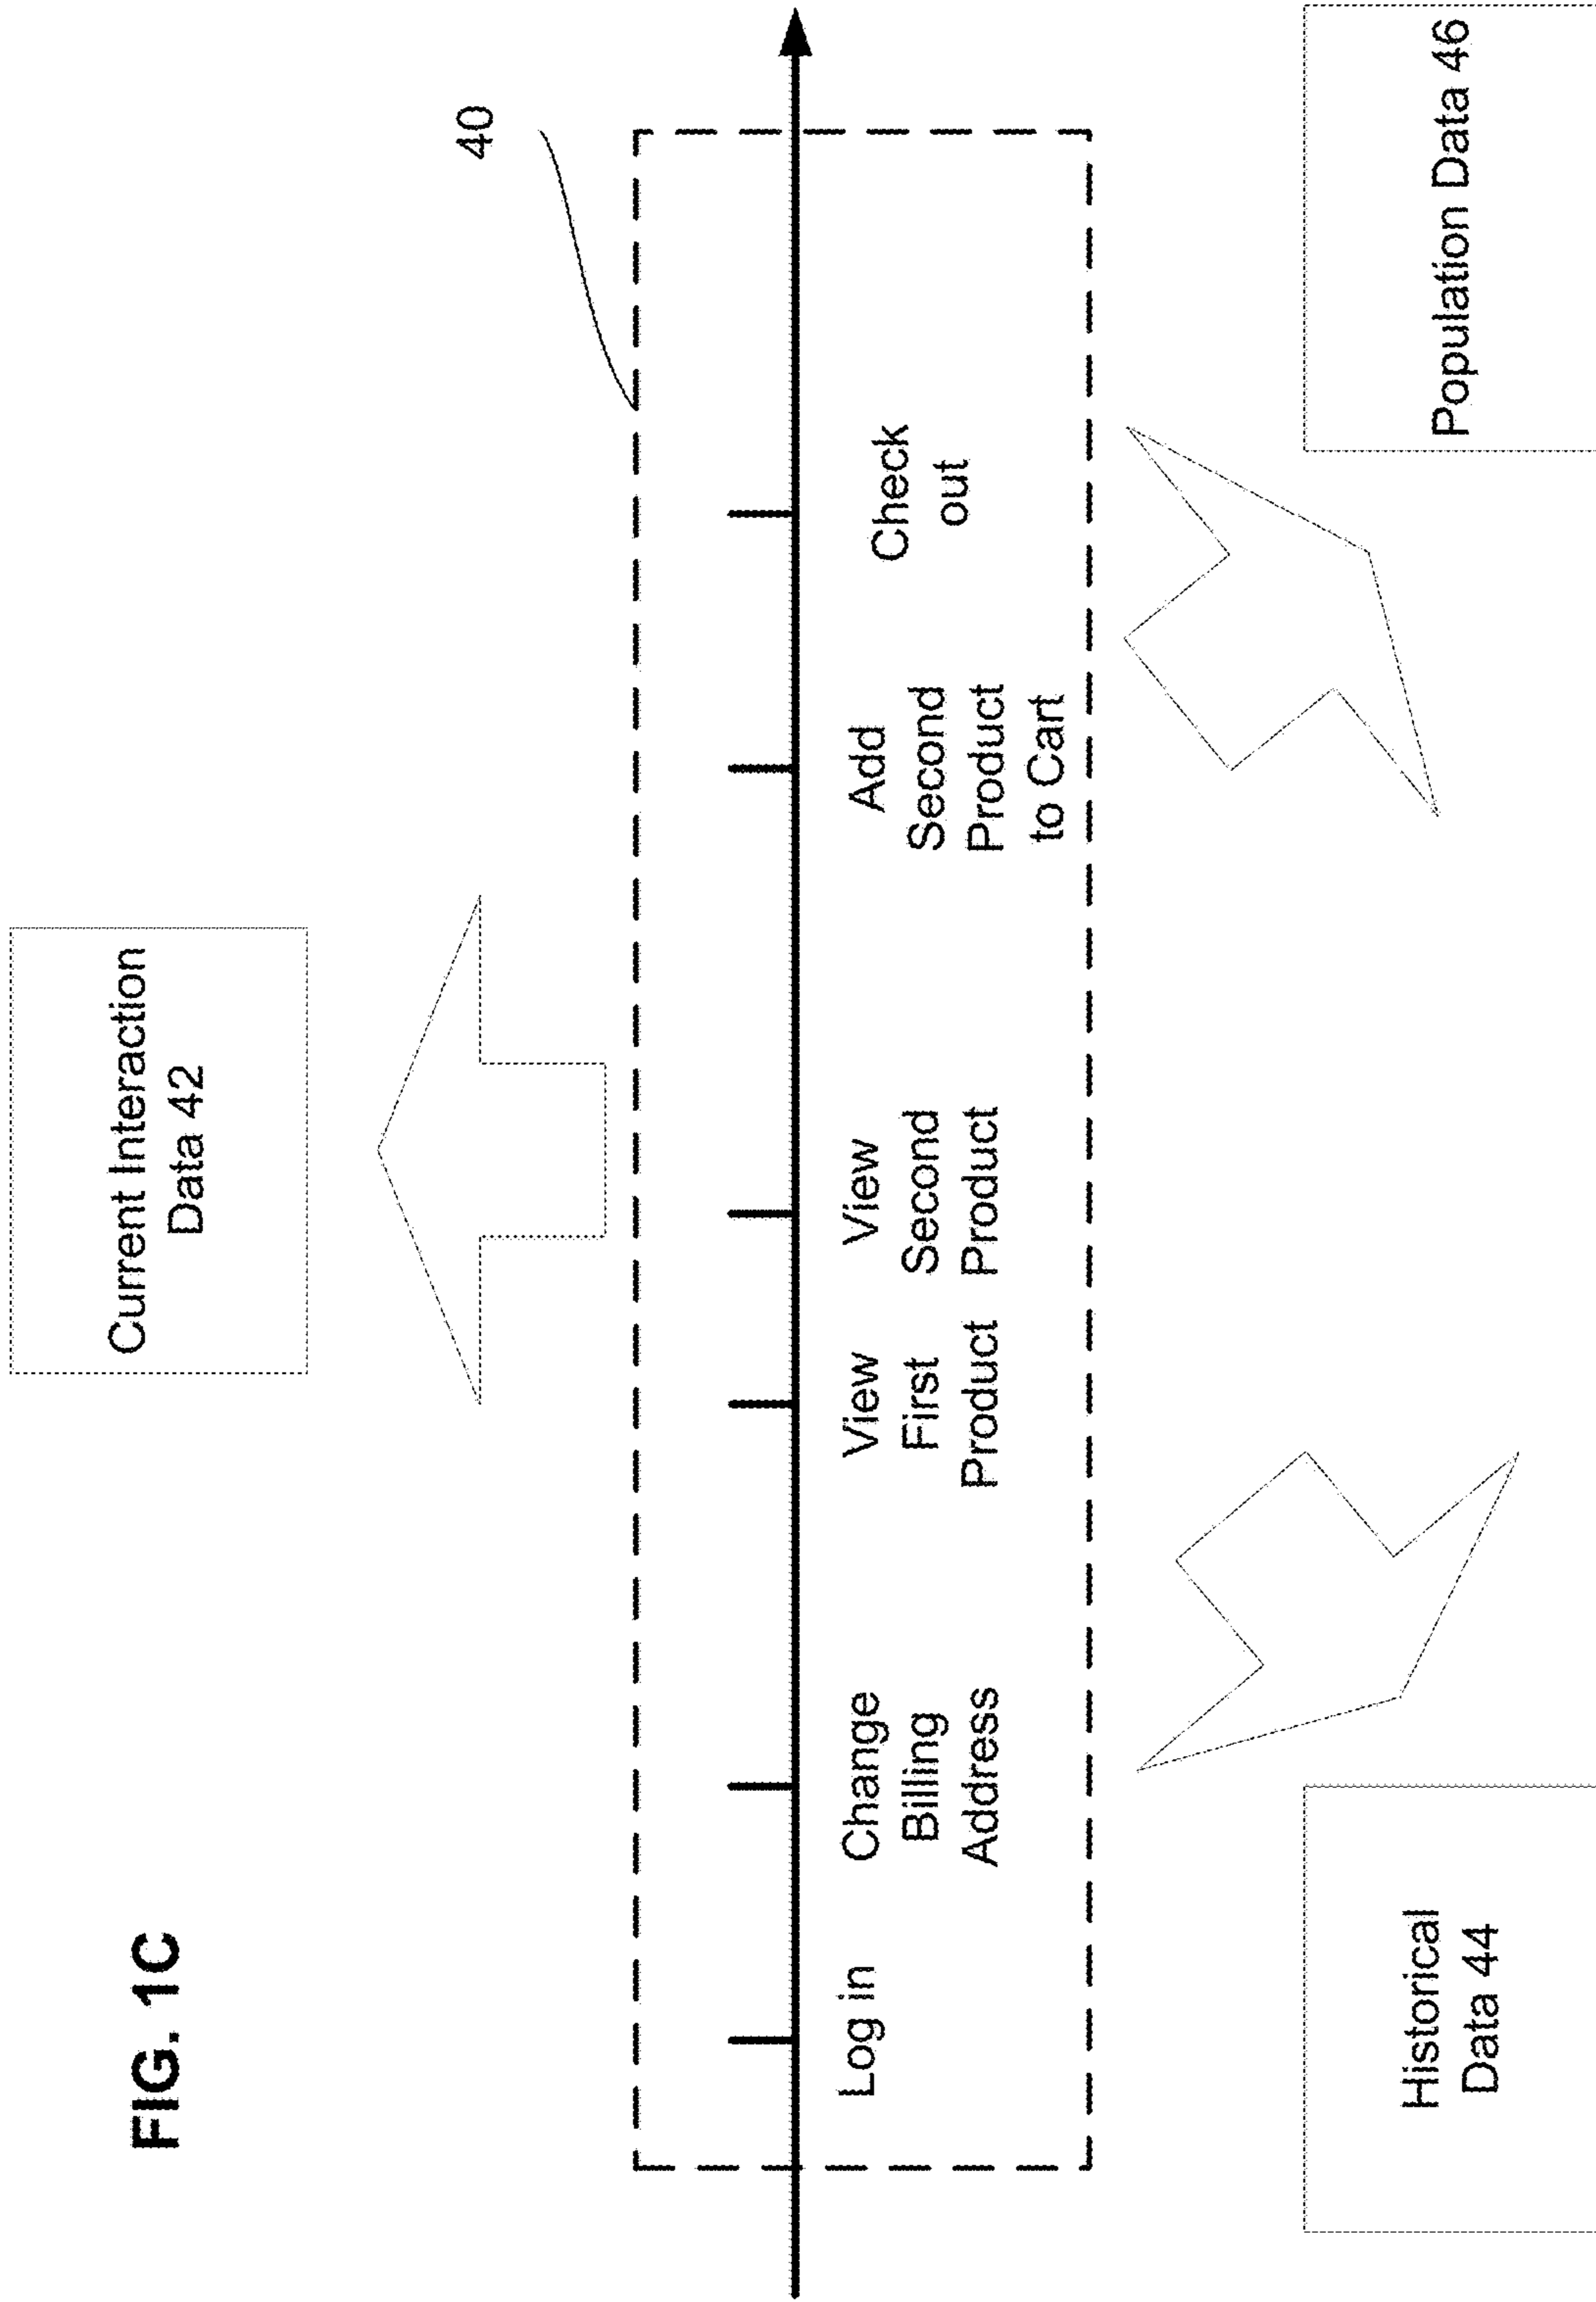 FIG. 1C
Current Interaction
Data 42
40
Log in
Change
Billing
Address
View
First
Product
View
Second
Product
Add
Second
Product
to Cart
Check
out
Historical
Data 44
Population Data 46